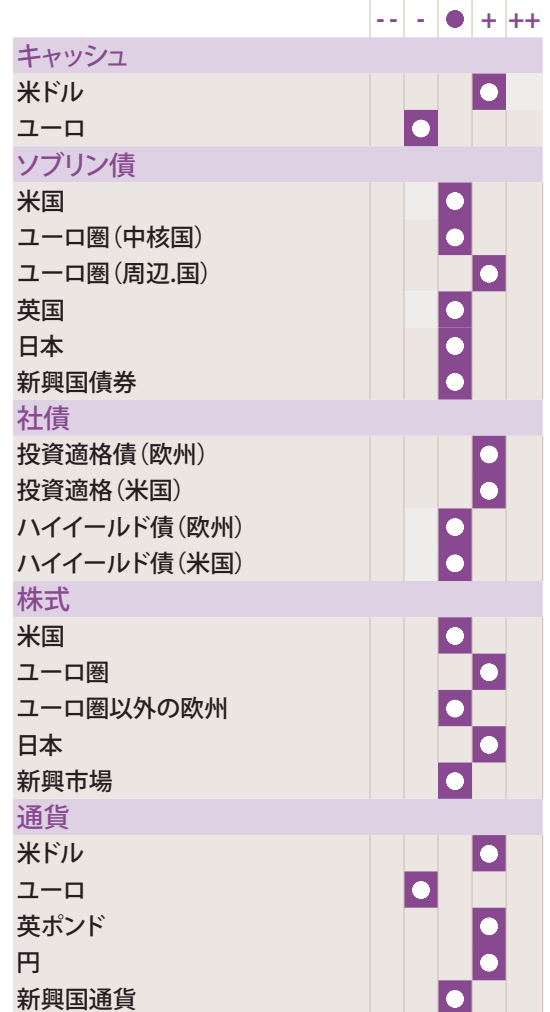 -- - ● + ++
キャッシュ
米ドル
ユーロ
ソブリン債
米国
ユーロ圏（中核国）
ユーロ圏（周辺.国）
英国
日本
新興国債券
社債
投資適格債（欧州）
投資適格（米国）
ハイイールド債（欧州）
ハイイールド債（米国）
株式
米国
ユーロ圏
ユーロ圏以外の欧州
日本
新興市場
通貨
米ドル
ユーロ
英ポンド
円
新興国通貨